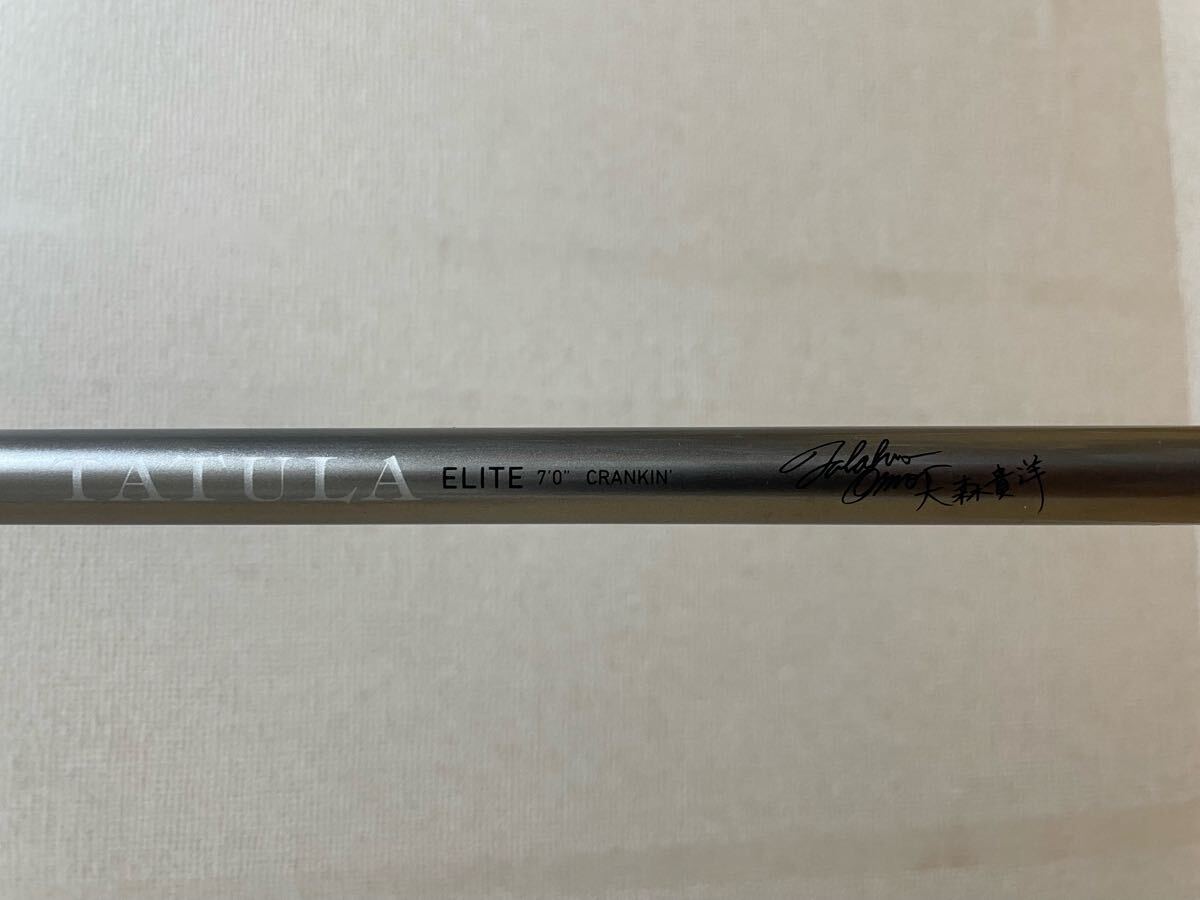 TATULA ELITE 7'0" CRANKIN' Takahiro
Omori 大森貴洋